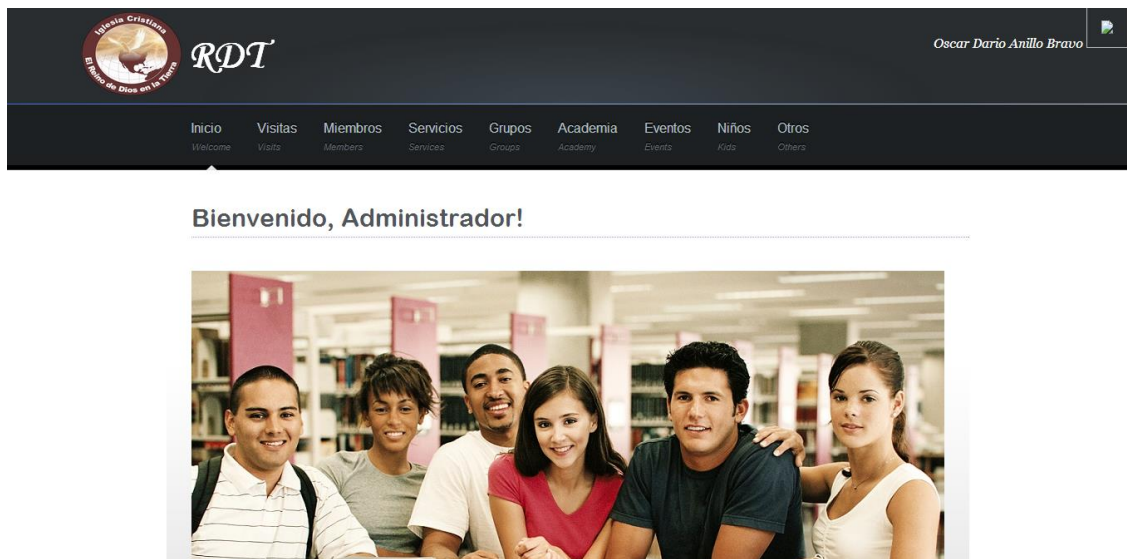 Iglesia Cristiana
El Reino de Dios en la Tierra
RDT
Oscar Dario Anillo Bravo
Inicio Visitas Miembros Servicios Grupos Academia Eventos Niños Otros
Welcome Visits Members Services Groups Academy Events Kids Others
Bienvenido, Administrador!